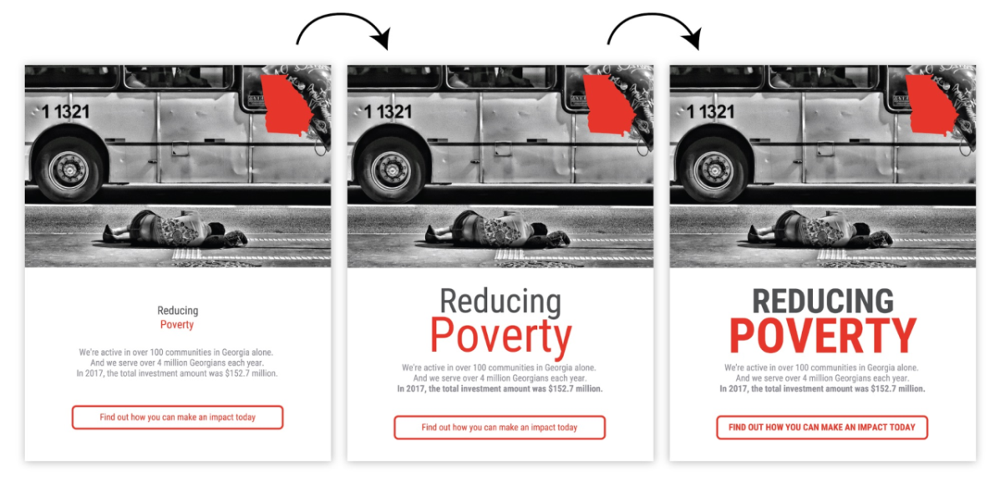 1 1321
Reducing
Poverty
We're active in over 100 communities in Georgia alone.
And we serve over 4 million Georgians each year.
In 2017, the total investment amount was $152.7 million.
Find out how you can make an impact today
1 1321
Reducing
Poverty
We're active in over 100 communities in Georgia alone.
And we serve over 4 million Georgians each year.
In 2017, the total investment amount was $152.7 million.
Find out how you can make an impact today
1 1321
REDUCING
POVERTY
We're active in over 100 communities in Georgia alone.
And we serve over 4 million Georgians each year.
In 2017, the total investment amount was $152.7 million.
FIND OUT HOW YOU CAN MAKE AN IMPACT TODAY